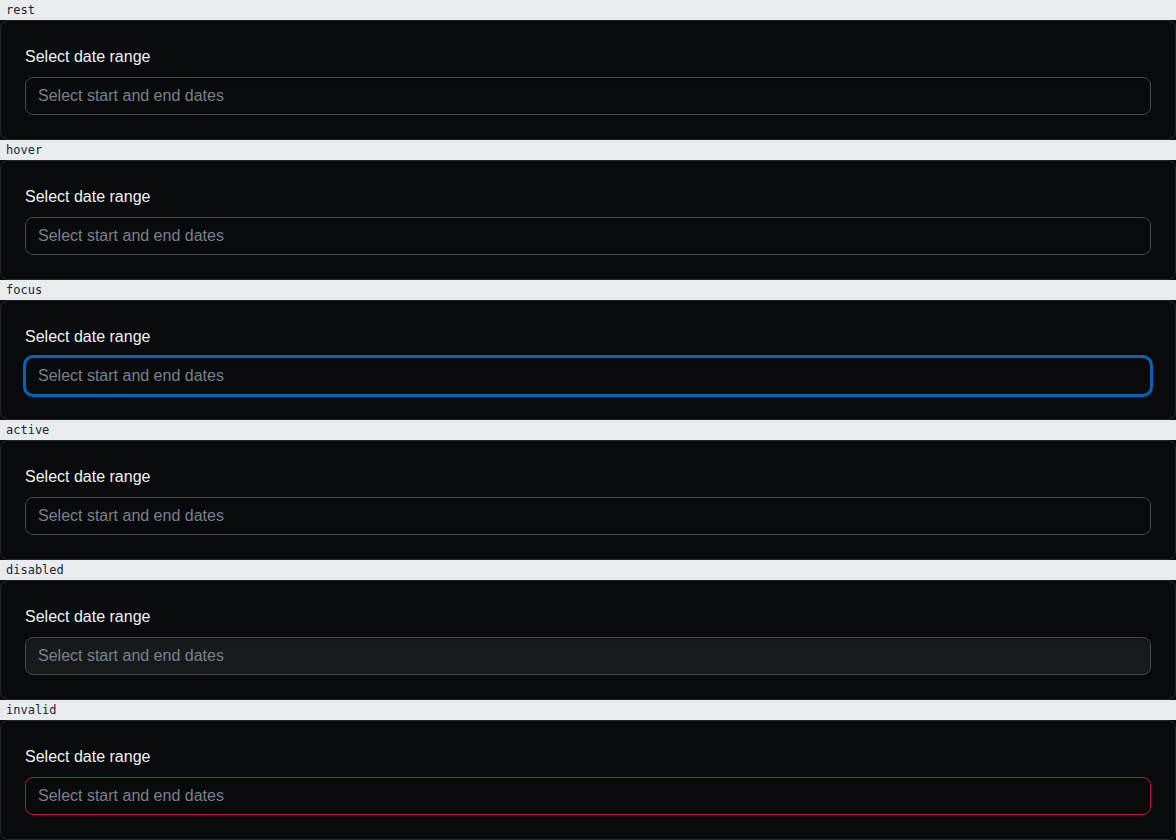 rest
Select date range
Select start and end dates
hover
Select date range
Select start and end dates
focus
Select date range
Select start and end dates
active
Select date range
Select start and end dates
disabled
Select date range
Select start and end dates
invalid
Select date range
Select start and end dates